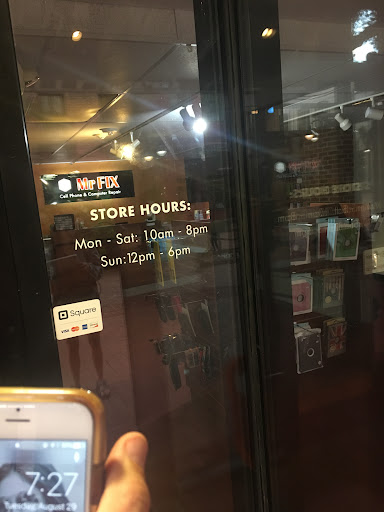 Mr FIX
Cell Phone & Computer Repair
STORE HOURS:
Mon - Sat: 10am - 8pm
Sun:12pm - 6pm
Square
VISA
7:27
Tuesday, August 29